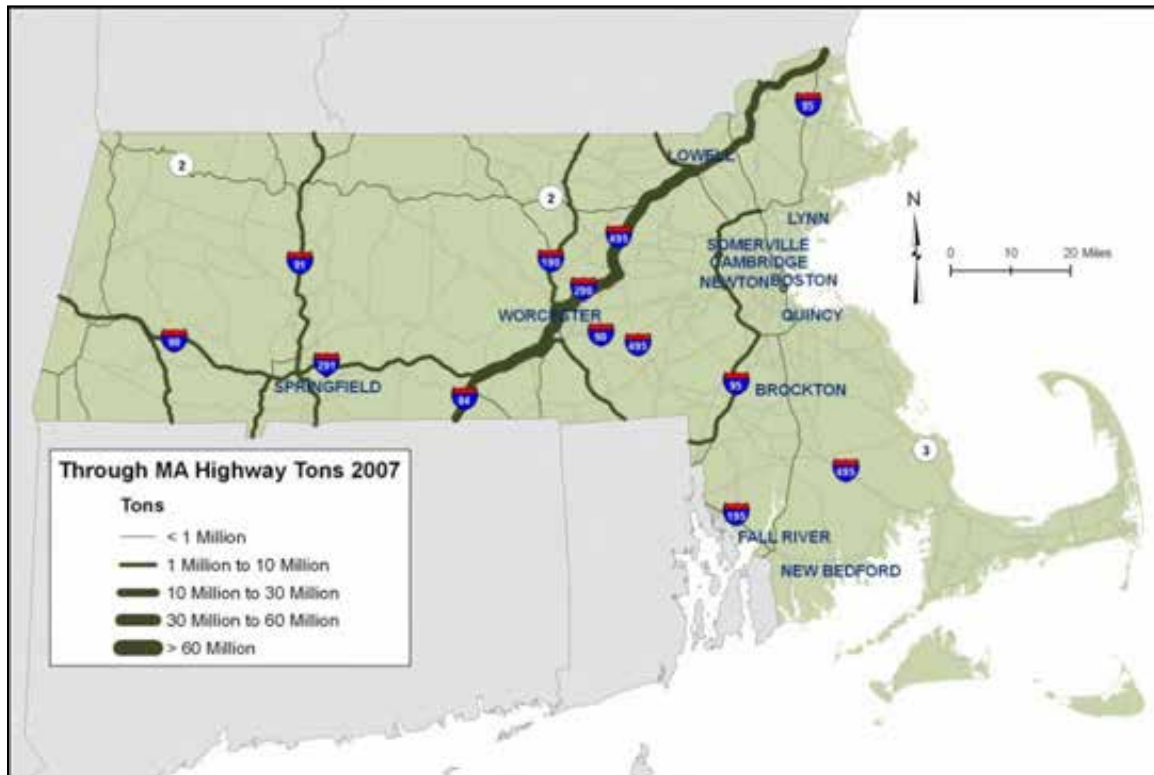 95
2
LOWELL
N
2
LYNN
495
SOMERVILLE
0 10 20 Miles
91
190
CAMBRIDGE
290
NEWTON
BOSTON
WORCESTER
QUINCY
90
90
495
291
SPRINGFIELD
95
BROCKTON
84
3
495
Through MA Highway Tons 2007
Tons
< 1 Million
1 Million to 10 Million
10 Million to 30 Million
30 Million to 60 Million
> 60 Million
195
FALL RIVER
NEW BEDFORD